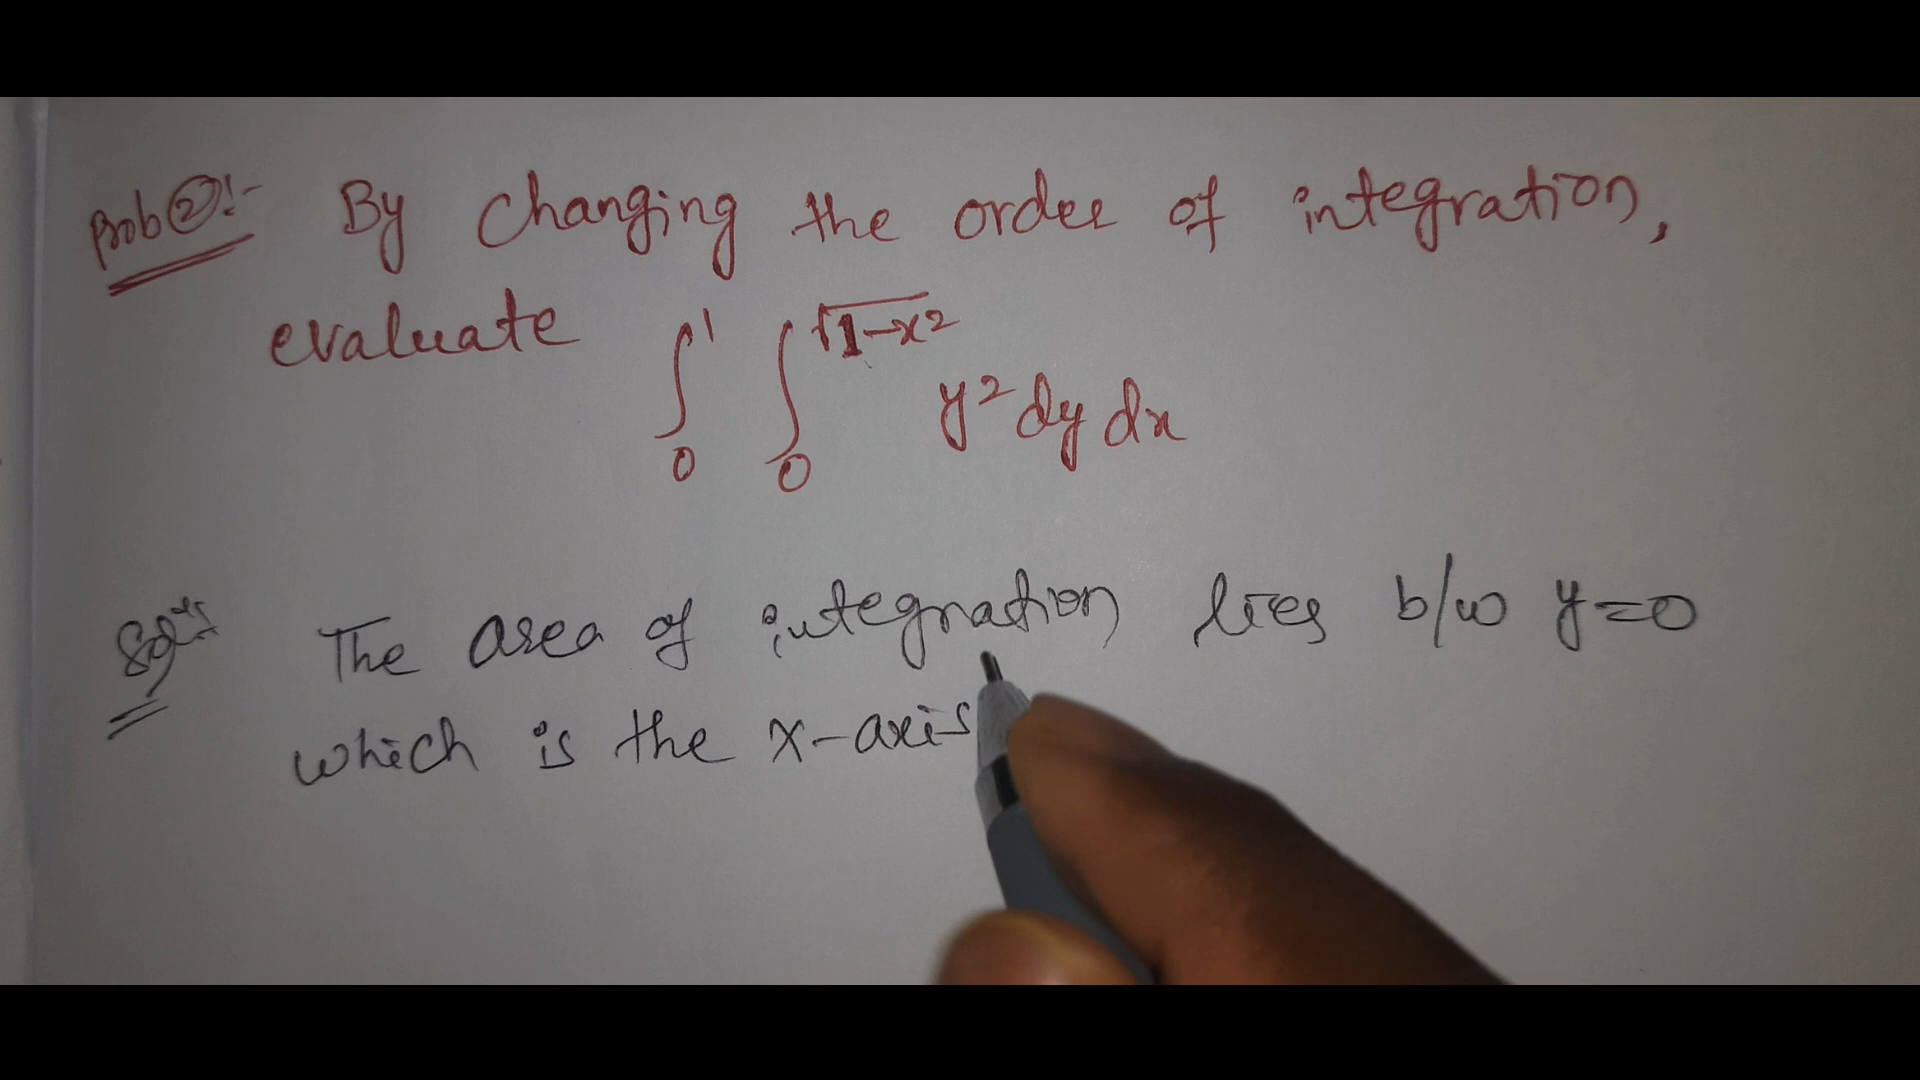 Prob②:- By changing the order of integration,
evaluate ∫₀¹ ∫₀^√(1-x²) y² dy dx
Solⁿ:- The area of integration lies b/w y=0
which is the x-axis